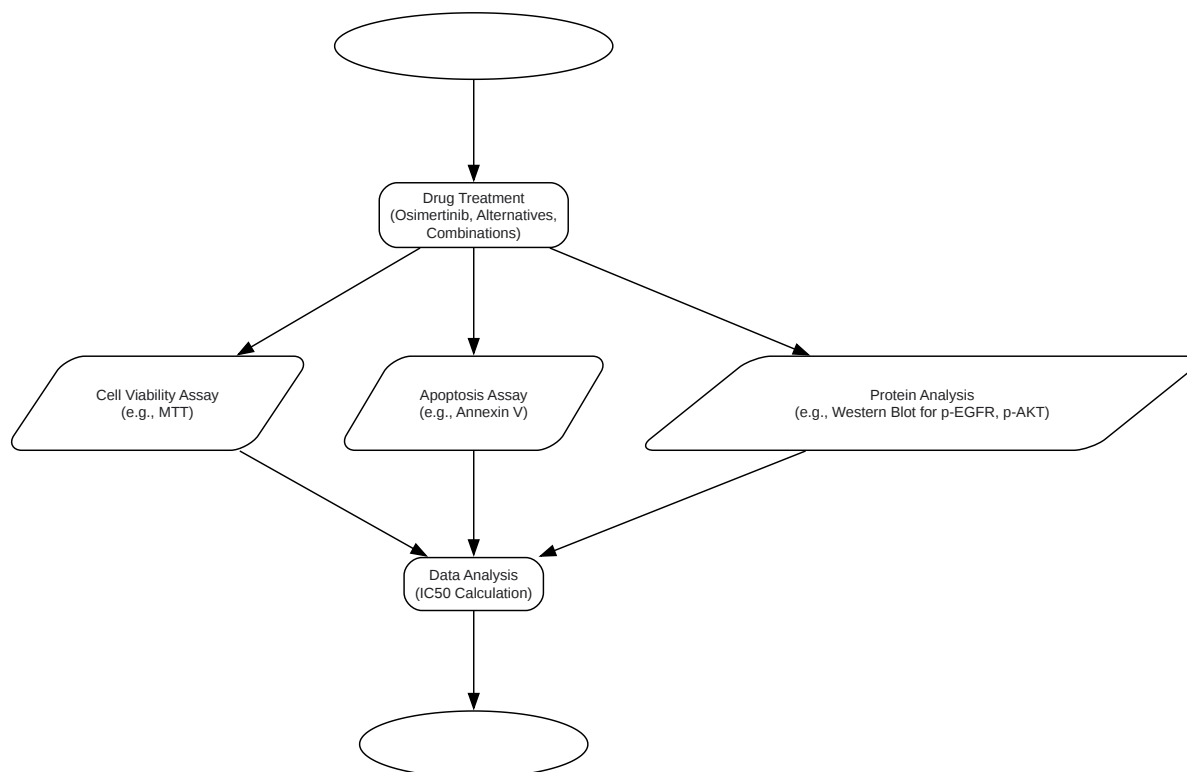 Drug Treatment
(Osimertinib, Alternatives,
Combinations)
Cell Viability Assay
(e.g., MTT)
Apoptosis Assay
(e.g., Annexin V)
Protein Analysis
(e.g., Western Blot for p-EGFR, p-AKT)
Data Analysis
(IC50 Calculation)